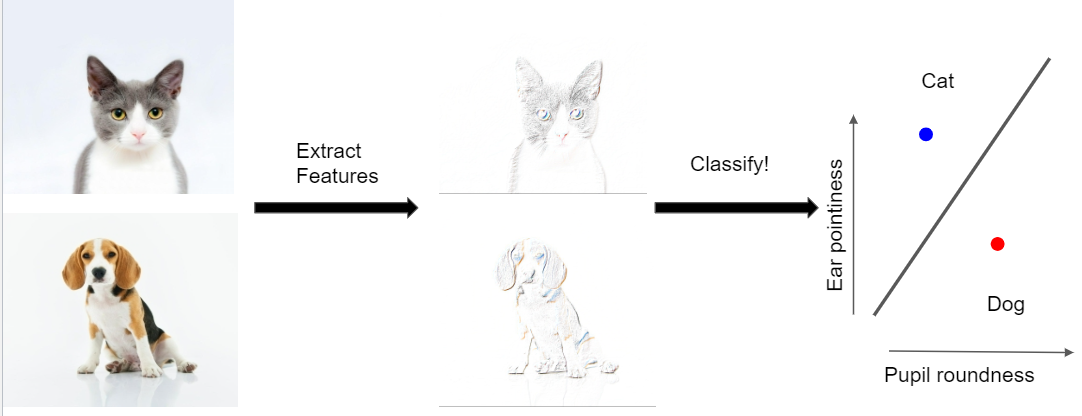 Extract
Features
Classify!
Cat
Dog
Ear pointiness
Pupil roundness